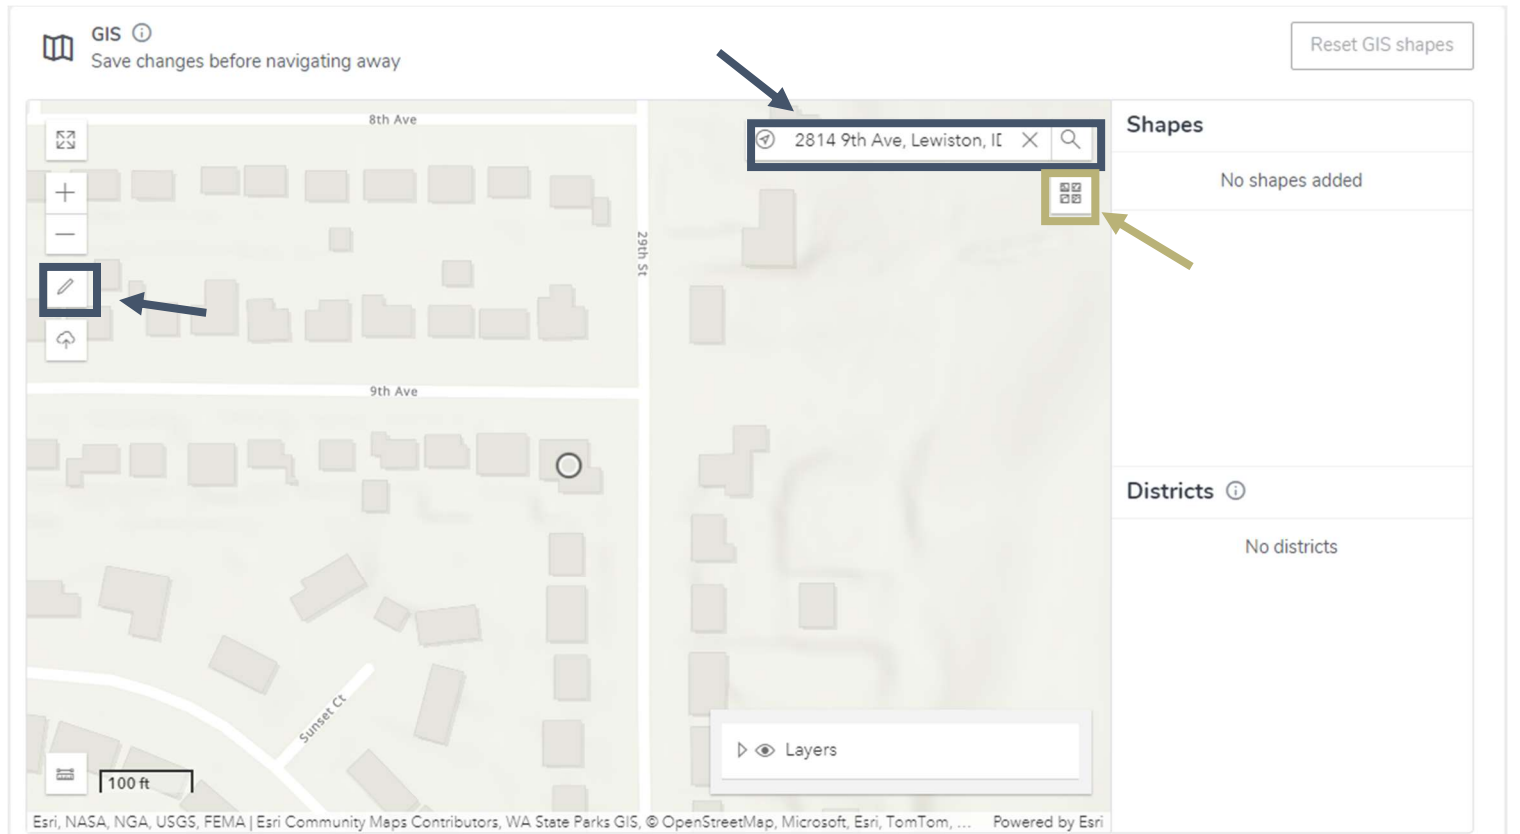 GIS
Save changes before navigating away
Reset GIS shapes
8th Ave
2814 9th Ave, Lewiston, I
Shapes
No shapes added
29th St
9th Ave
Districts
No districts
Sunset Ct
Layers
100 ft
Esri, NASA, NGA, USGS, FEMA | Esri Community Maps Contributors, WA State Parks GIS, © OpenStreetMap, Microsoft, Esri, TomTom, ... Powered by Esri